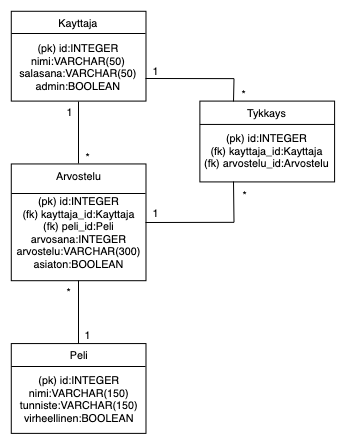 Kayttaja
(pk) id:INTEGER
nimi:VARCHAR(50)
salasana:VARCHAR(50)
admin:BOOLEAN
1
*
Tykkays
(pk) id:INTEGER
(fk) kayttaja_id:Kayttaja
(fk) arvostelu_id:Arvostelu
1
*
Arvostelu
(pk) id:INTEGER
(fk) kayttaja_id:Kayttaja
(fk) peli_id:Peli
arvosana:INTEGER
arvostelu:VARCHAR(300)
asiaton:BOOLEAN
1
*
*
1
Peli
(pk) id:INTEGER
nimi:VARCHAR(150)
tunniste:VARCHAR(150)
virheellinen:BOOLEAN